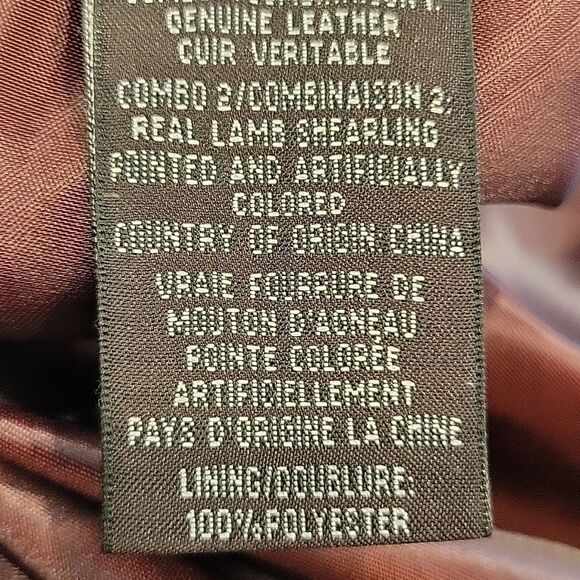 GENUINE LEATHER
CUIR VERITABLE
COMBO 2/COMBINAISON 2:
REAL LAMB SHEARLING
POINTED AND ARTIFICIALLY
COLORED
COUNTRY OF ORIGIN CHINA
VRAIE FOURRURE DE
MOUTON D'AGNEAU
POINTE COLORÉE
ARTIFICIELLEMENT
PAYS D'ORIGINE LA CHINE
LINING/DOUBLURE:
100% POLYESTER